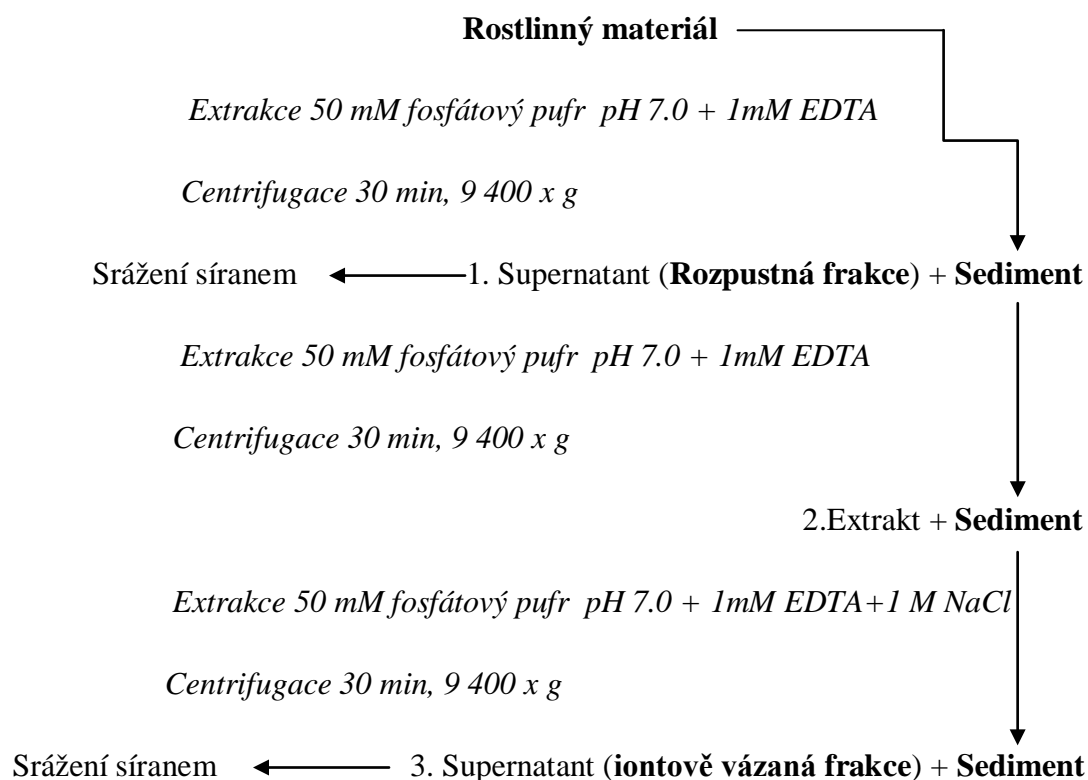 Rostlinný materiál
Extrakce 50 mM fosfátový pufr pH 7.0 + 1mM EDTA
Centrifugace 30 min, 9 400 x g
Srážení síranem 1. Supernatant (Rozpustná frakce) + Sediment
Extrakce 50 mM fosfátový pufr pH 7.0 + 1mM EDTA
Centrifugace 30 min, 9 400 x g
2.Extrakt + Sediment
Extrakce 50 mM fosfátový pufr pH 7.0 + 1mM EDTA+1 M NaCl
Centrifugace 30 min, 9 400 x g
Srážení síranem 3. Supernatant (iontově vázaná frakce) + Sediment